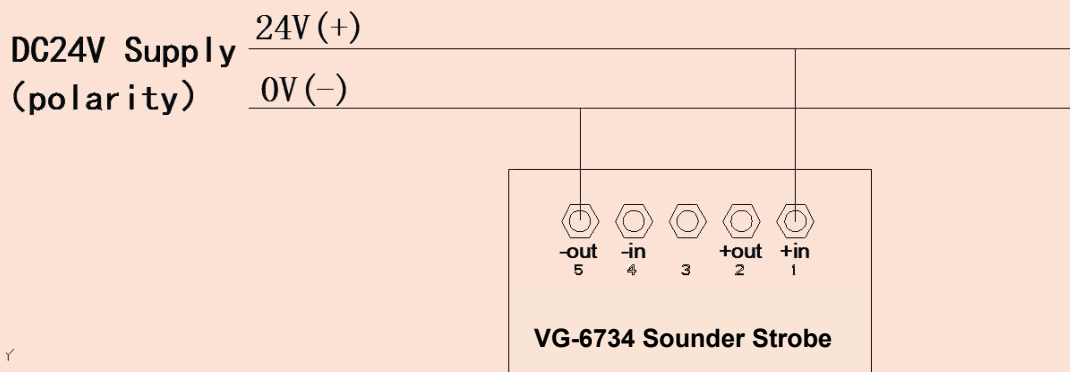 24V(+)
DC24V Supply
0V(-)
(polarity)
-out -in +out +in
5 4 3 2 1
VG-6734 Sounder Strobe
Y